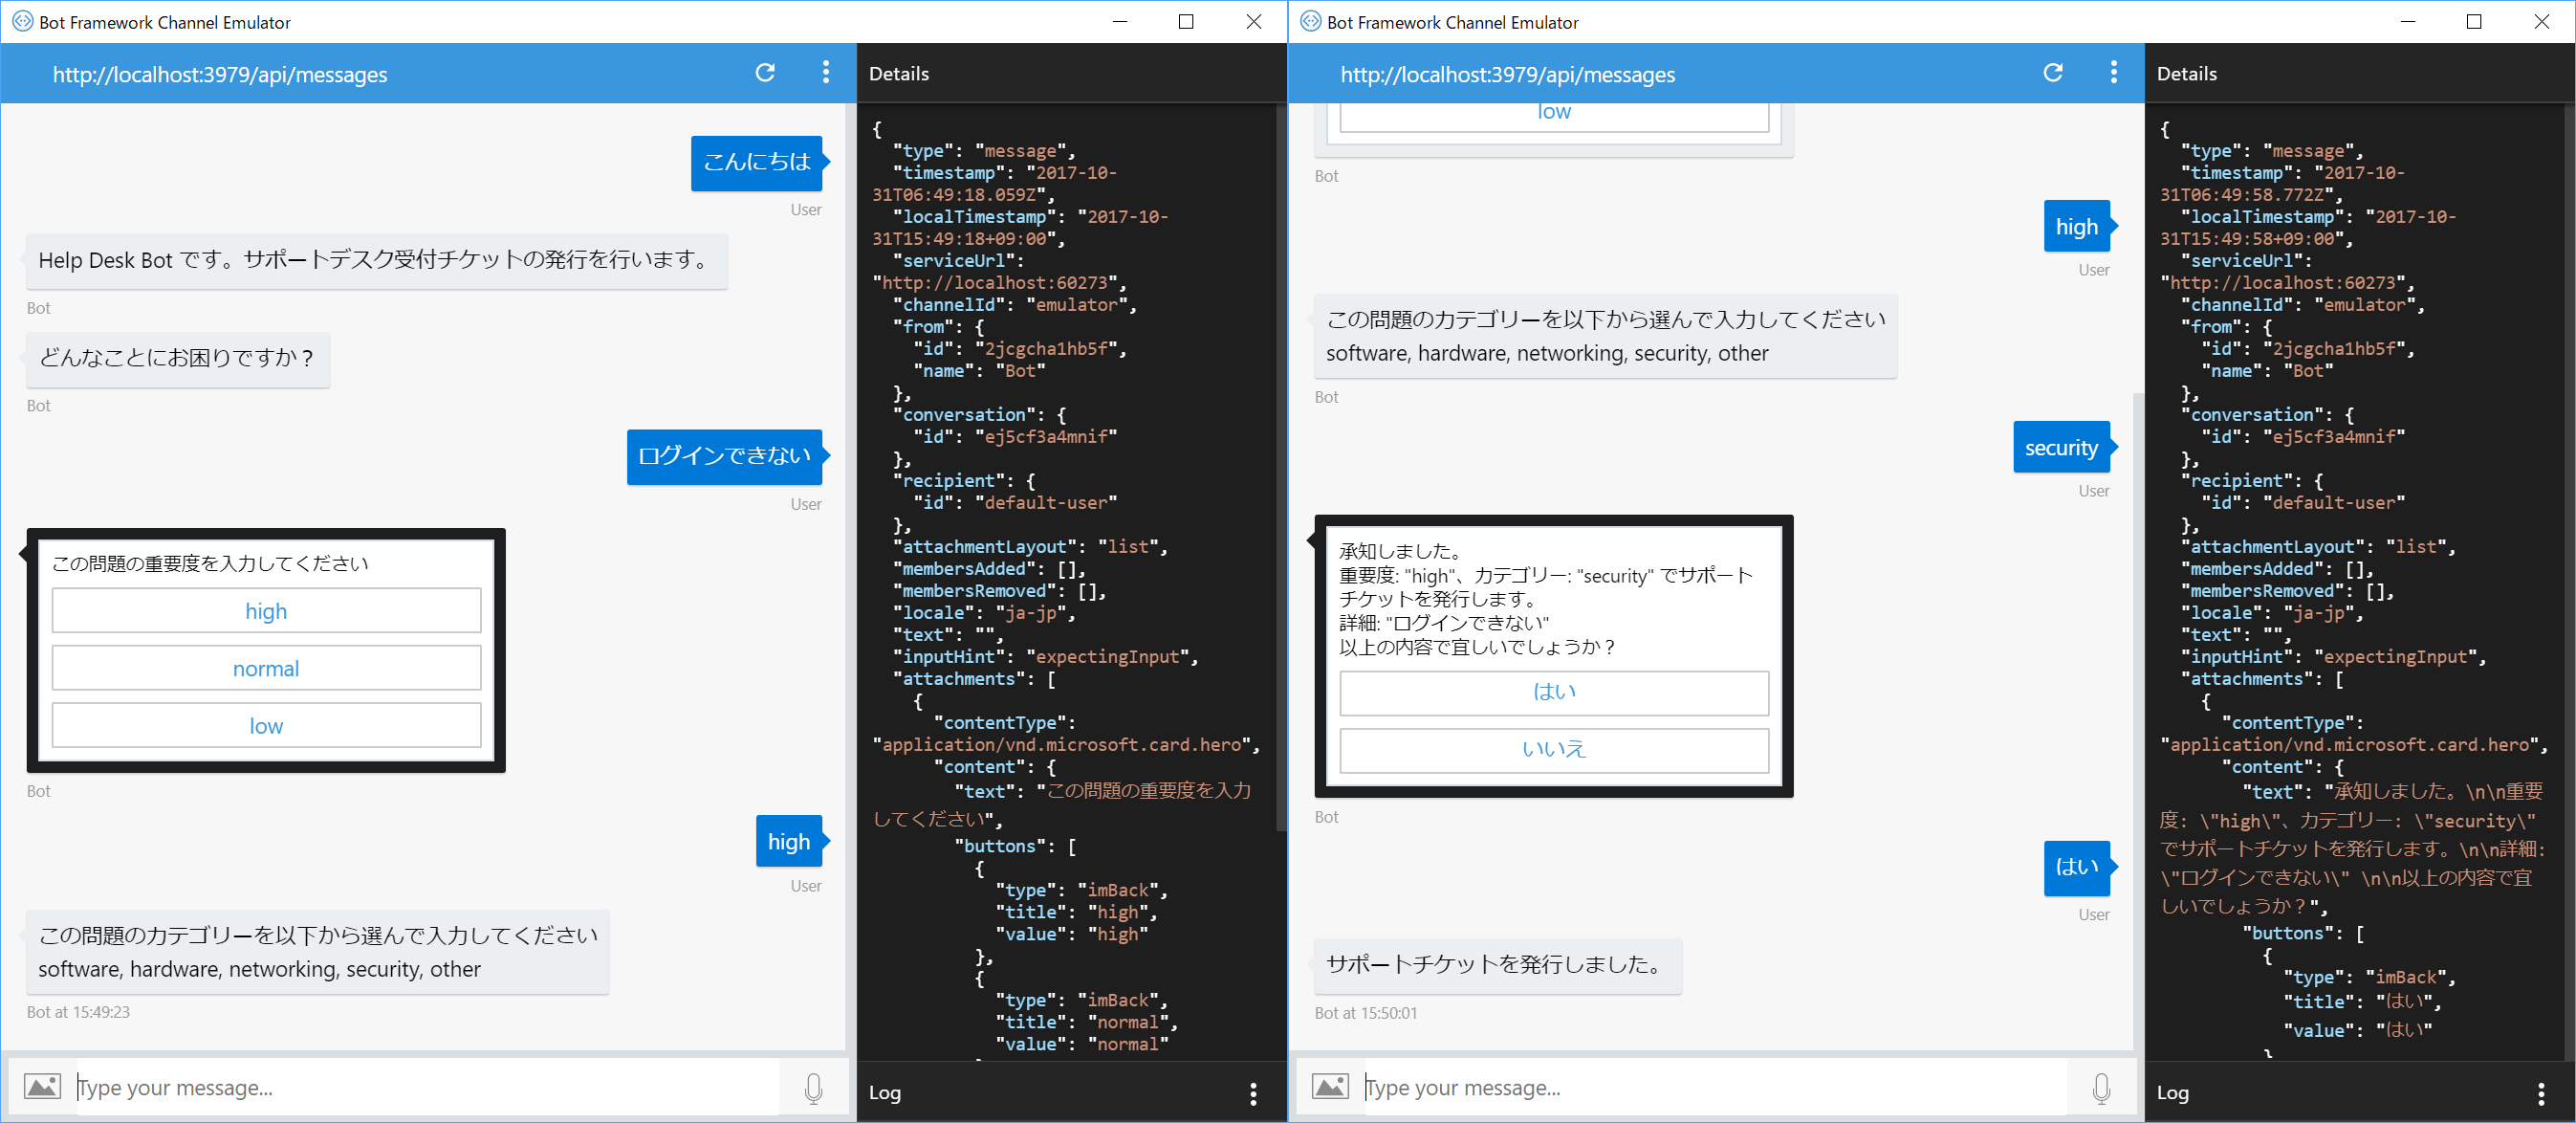 Bot Framework Channel Emulator
http://localhost:3979/api/messages
こんにちは
User
Help Desk Bot です。サポートデスク受付チケットの発行を行います。
Bot
どんなことにお困りですか？
Bot
ログインできない
User
この問題の重要度を入力してください
high
normal
low
Bot
high
User
この問題のカテゴリーを以下から選んで入力してください
software, hardware, networking, security, other
Bot at 15:49:23
Type your message...
Details
{
"type": "message",
"timestamp": "2017-10-
31T06:49:18.059Z",
"localTimestamp": "2017-10-
31T15:49:18+09:00",
"serviceUrl":
"http://localhost:60273",
"channelId": "emulator",
"from": {
"id": "2jcgcha1hb5f",
"name": "Bot"
},
"conversation": {
"id": "ej5cf3a4mnif"
},
"recipient": {
"id": "default-user"
},
"attachmentLayout": "list",
"membersAdded": [],
"membersRemoved": [],
"locale": "ja-jp",
"text": "",
"inputHint": "expectingInput",
"attachments": [
{
"contentType":
"application/vnd.microsoft.card.hero",
"content": {
"text": "この問題の重要度を入力
してください",
"buttons": [
{
"type": "imBack",
"title": "high",
"value": "high"
},
{
"type": "imBack",
"title": "normal",
"value": "normal"
Log
Bot Framework Channel Emulator
http://localhost:3979/api/messages
low
Bot
high
User
この問題のカテゴリーを以下から選んで入力してください
software, hardware, networking, security, other
Bot
security
User
承知しました。
重要度: "high"、カテゴリー: "security" でサポート
チケットを発行します。
詳細: "ログインできない"
以上の内容で宜しいでしょうか？
はい
いいえ
Bot
はい
User
サポートチケットを発行しました。
Bot at 15:50:01
Type your message...
Details
{
"type": "message",
"timestamp": "2017-10-
31T06:49:58.772Z",
"localTimestamp": "2017-10-
31T15:49:58+09:00",
"serviceUrl":
"http://localhost:60273",
"channelId": "emulator",
"from": {
"id": "2jcgcha1hb5f",
"name": "Bot"
},
"conversation": {
"id": "ej5cf3a4mnif"
},
"recipient": {
"id": "default-user"
},
"attachmentLayout": "list",
"membersAdded": [],
"membersRemoved": [],
"locale": "ja-jp",
"text": "",
"inputHint": "expectingInput",
"attachments": [
{
"contentType":
"application/vnd.microsoft.card.hero",
"content": {
"text": "承知しました。\n\n重要
度: \"high\"、カテゴリー: \"security\"
でサポートチケットを発行します。\n\n詳細:
\"ログインできない\" \n\n以上の内容で宜
しいでしょうか？",
"buttons": [
{
"type": "imBack",
"title": "はい",
"value": "はい"
}
Log